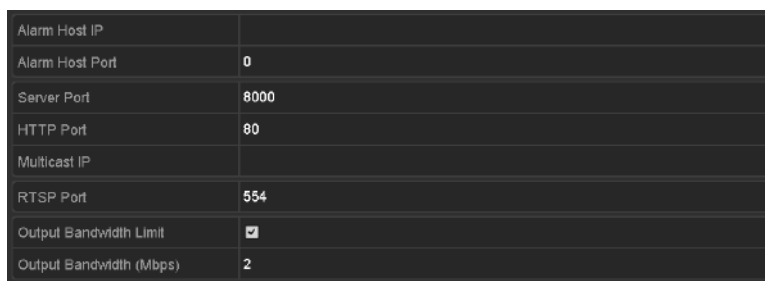 Alarm Host IP
Alarm Host Port 0
Server Port 8000
HTTP Port 80
Multicast IP
RTSP Port 554
Output Bandwidth Limit
Output Bandwidth (Mbps) 2